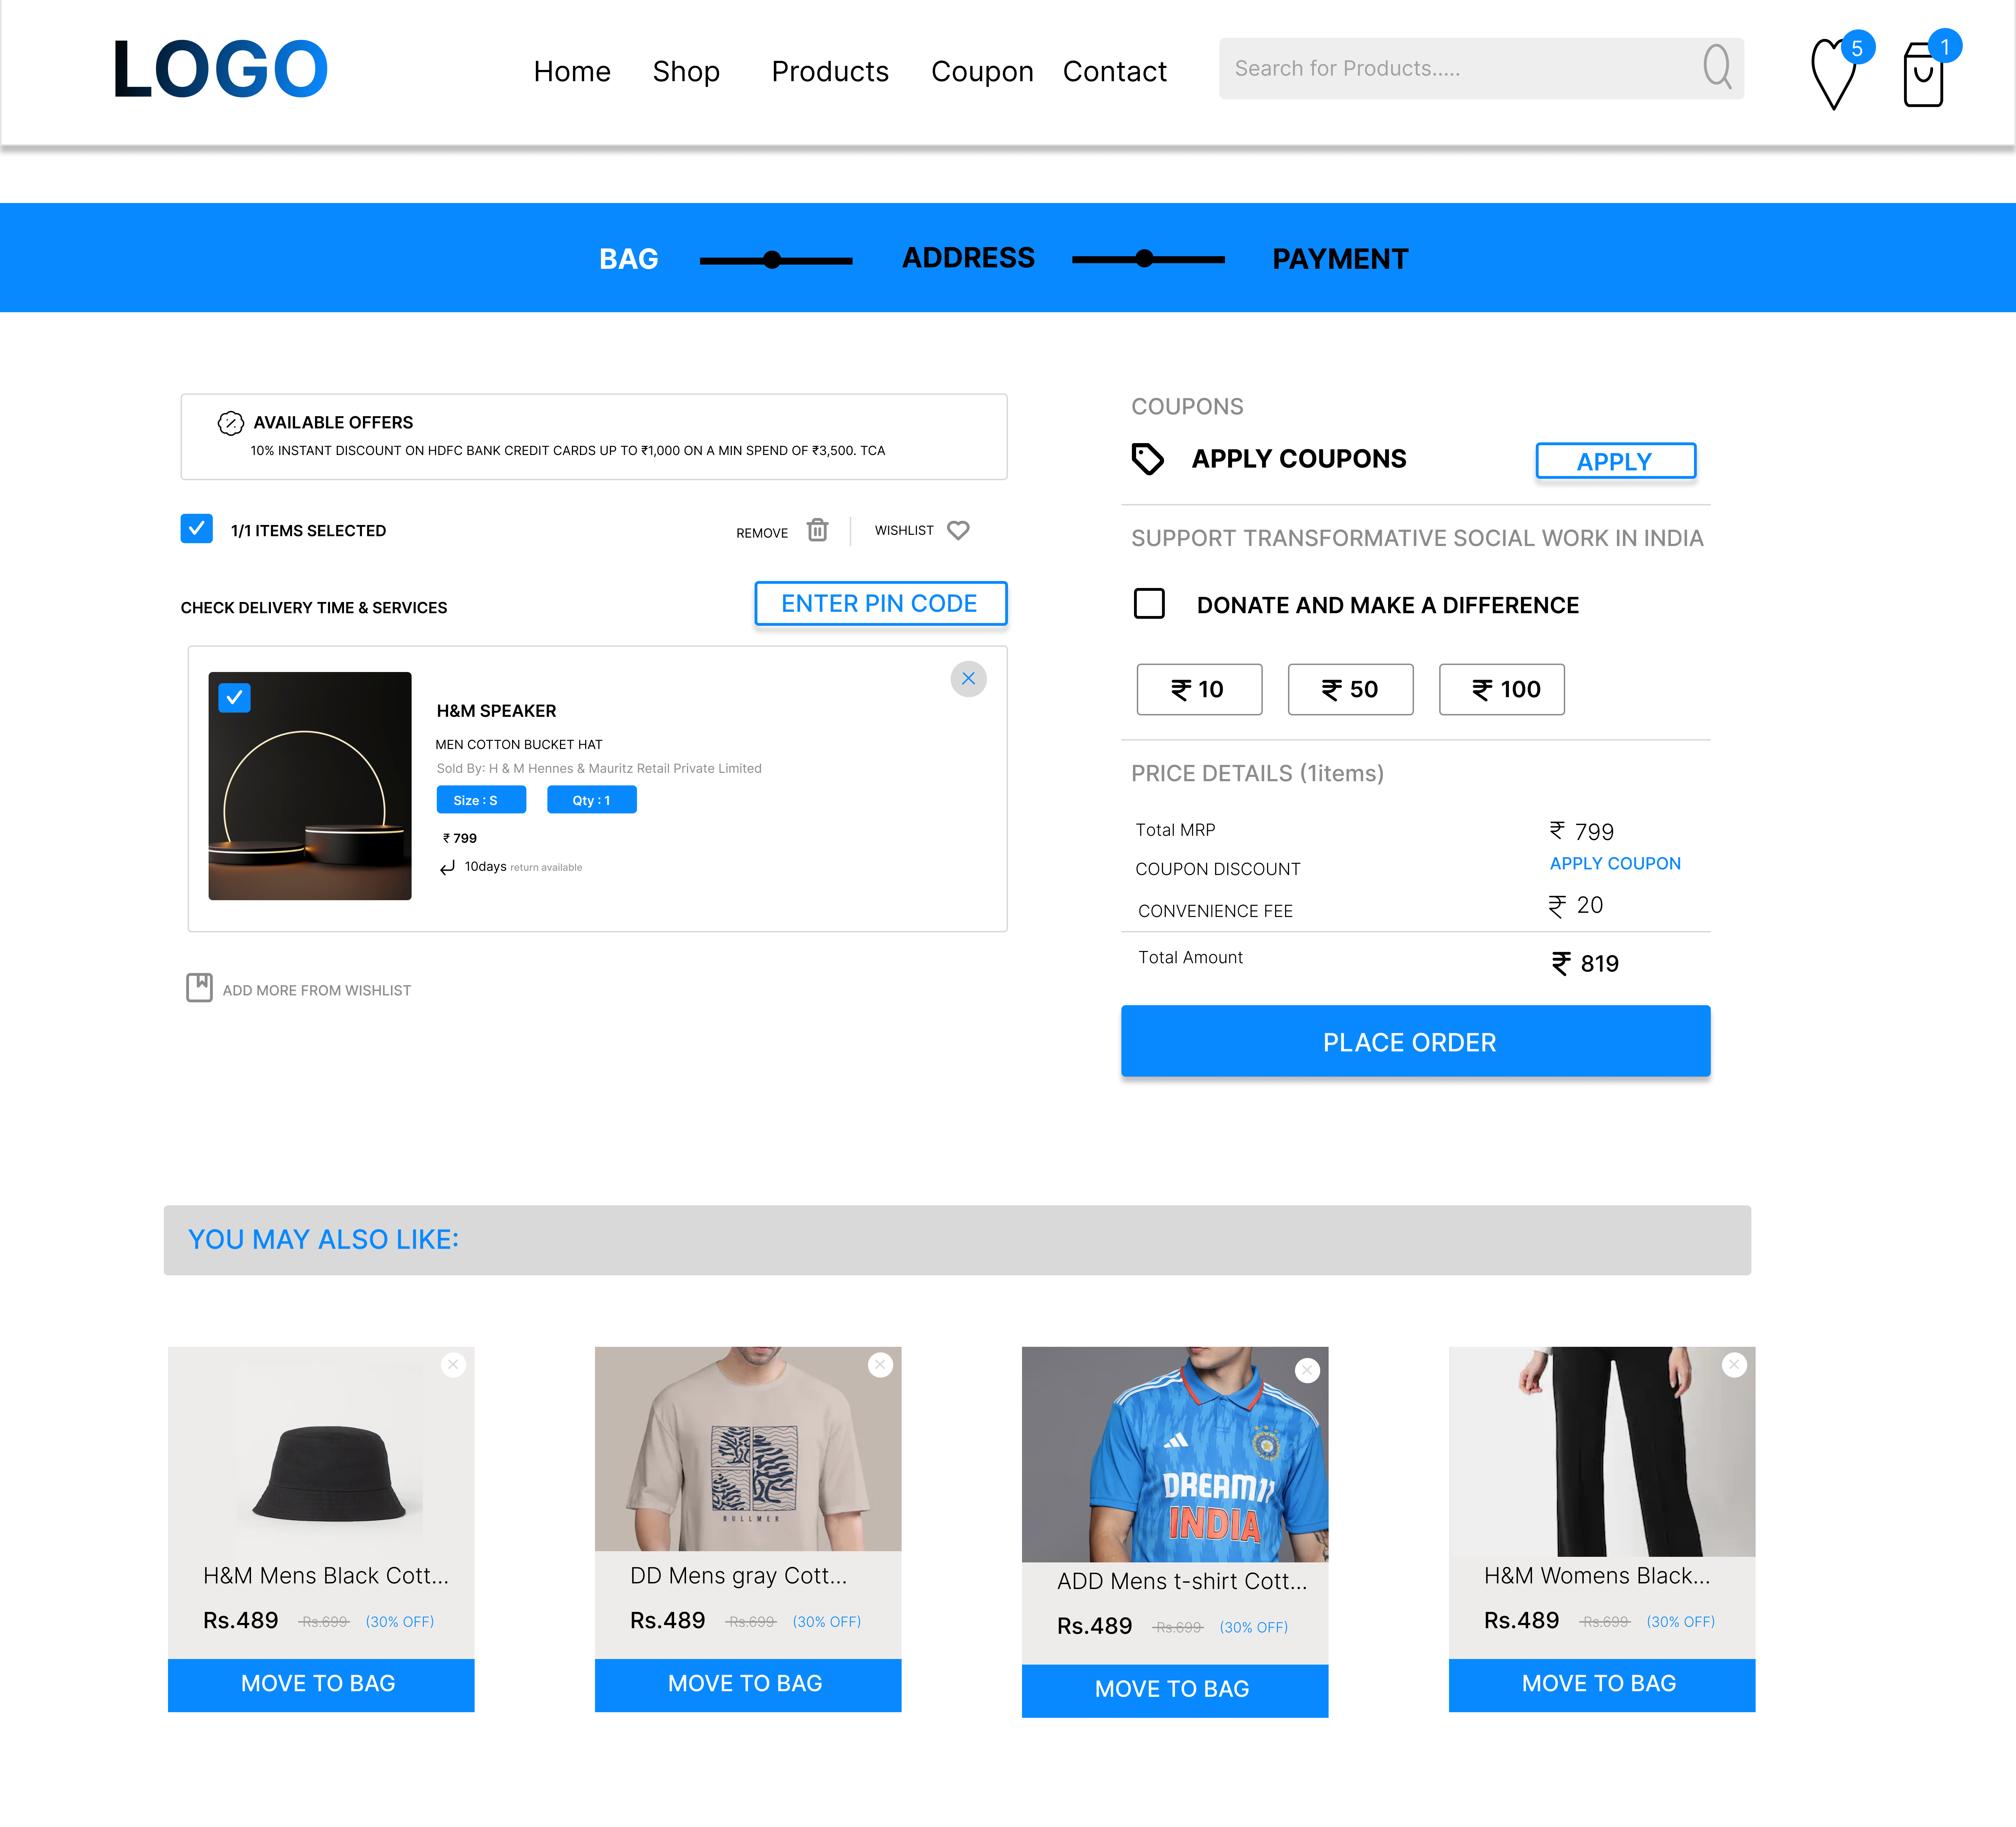 LOGO
Home Shop Products Coupon Contact
Search for Products.....
5
1
BAG ADDRESS PAYMENT
AVAILABLE OFFERS
10% INSTANT DISCOUNT ON HDFC BANK CREDIT CARDS UP TO ₹1,000 ON A MIN SPEND OF ₹3,500. TCA
1/1 ITEMS SELECTED
REMOVE
WISHLIST
CHECK DELIVERY TIME & SERVICES
ENTER PIN CODE
H&M SPEAKER
MEN COTTON BUCKET HAT
Sold By: H & M Hennes & Mauritz Retail Private Limited
Size : S Qty : 1
₹ 799
10days return available
ADD MORE FROM WISHLIST
COUPONS
APPLY COUPONS
APPLY
SUPPORT TRANSFORMATIVE SOCIAL WORK IN INDIA
DONATE AND MAKE A DIFFERENCE
₹ 10 ₹ 50 ₹ 100
PRICE DETAILS (1items)
Total MRP ₹ 799
COUPON DISCOUNT APPLY COUPON
CONVENIENCE FEE ₹ 20
Total Amount ₹ 819
PLACE ORDER
YOU MAY ALSO LIKE:
H&M Mens Black Cott...
Rs.489 Rs.699 (30% OFF)
MOVE TO BAG
BULLMER
DD Mens gray Cott...
Rs.489 Rs.699 (30% OFF)
MOVE TO BAG
DREAM11
INDIA
ADD Mens t-shirt Cott...
Rs.489 Rs.699 (30% OFF)
MOVE TO BAG
H&M Womens Black...
Rs.489 Rs.699 (30% OFF)
MOVE TO BAG